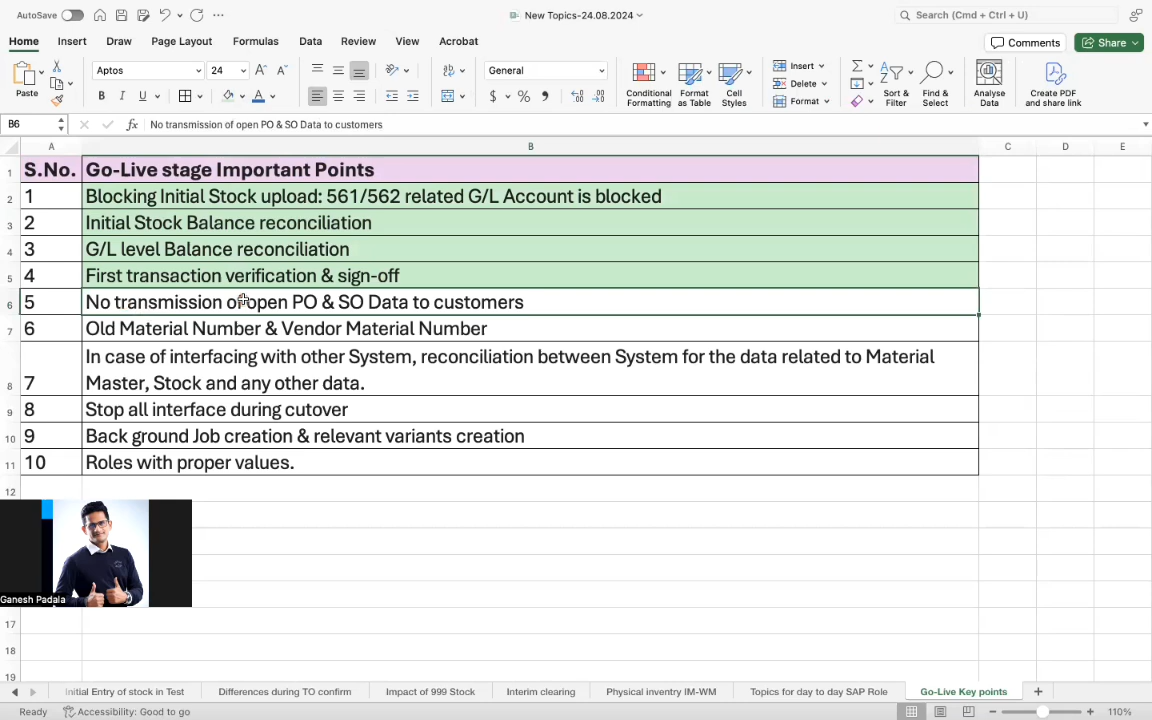 AutoSave
New Topics-24.08.2024
Search (Cmd + Ctrl + U)
Home Insert Draw Page Layout Formulas Data Review View Acrobat
Comments Share
Paste
Aptos 24
General
Conditional Formatting
Format as Table
Cell Styles
Insert
Delete
Format
Sort & Filter
Find & Select
Analyse Data
Create PDF and share link
B6 fx No transmission of open PO & SO Data to customers
A B C D E
1 S.No. Go-Live stage Important Points
2 1 Blocking Initial Stock upload: 561/562 related G/L Account is blocked
3 2 Initial Stock Balance reconciliation
4 3 G/L level Balance reconciliation
5 4 First transaction verification & sign-off
6 5 No transmission of open PO & SO Data to customers
7 6 Old Material Number & Vendor Material Number
In case of interfacing with other System, reconciliation between System for the data related to Material
8 7 Master, Stock and any other data.
9 8 Stop all interface during cutover
10 9 Back ground Job creation & relevant variants creation
11 10 Roles with proper values.
12
Ganesh Padala
17
18
19
Initial Entry of stock in Test Differences during TO confirm Impact of 999 Stock Interim clearing Physical inventry IM-WM Topics for day to day SAP Role Go-Live Key points
Ready Accessibility: Good to go 110%